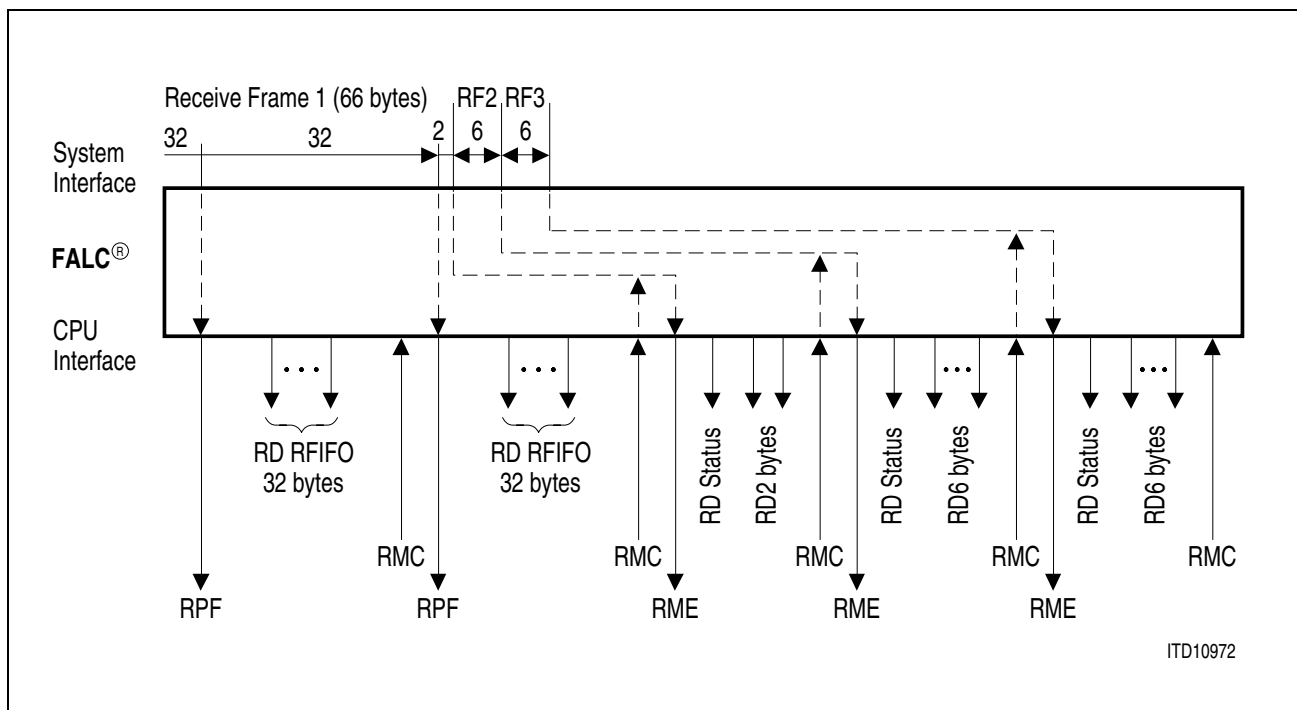 Receive Frame 1 (66 bytes) RF2 RF3
32 32 2 6 6
System
Interface
FALC®
CPU
Interface
RD RFIFO
32 bytes
RD RFIFO
32 bytes
RD Status
RD2 bytes
RD Status
RD6 bytes
RD Status
RD6 bytes
RMC RMC RMC RMC RMC
RPF RPF RME RME RME
ITD10972